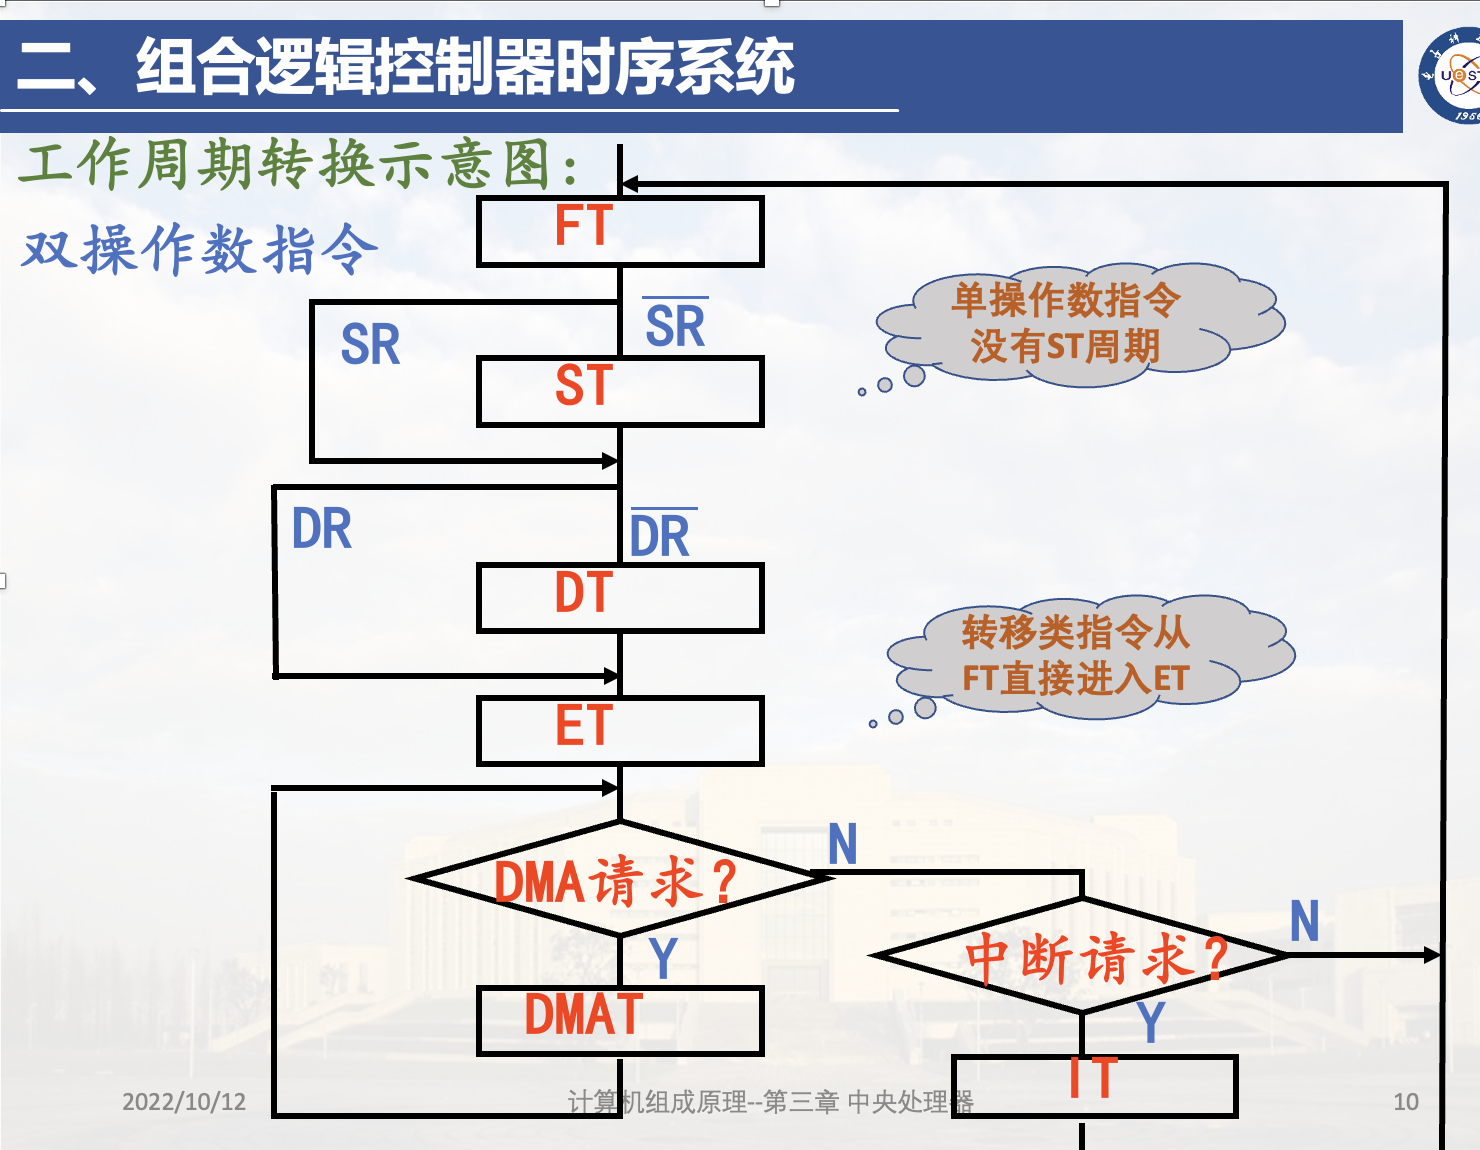 二、组合逻辑控制器时序系统
工作周期转换示意图：
双操作数指令
FT
SR
S̅R̅
单操作数指令
没有ST周期
ST
DR
D̅R̅
DT
转移类指令从
FT直接进入ET
ET
DMA请求？
N
中断请求？
N
Y
DMAT
Y
IT
2022/10/12
计算机组成原理--第三章 中央处理器
10